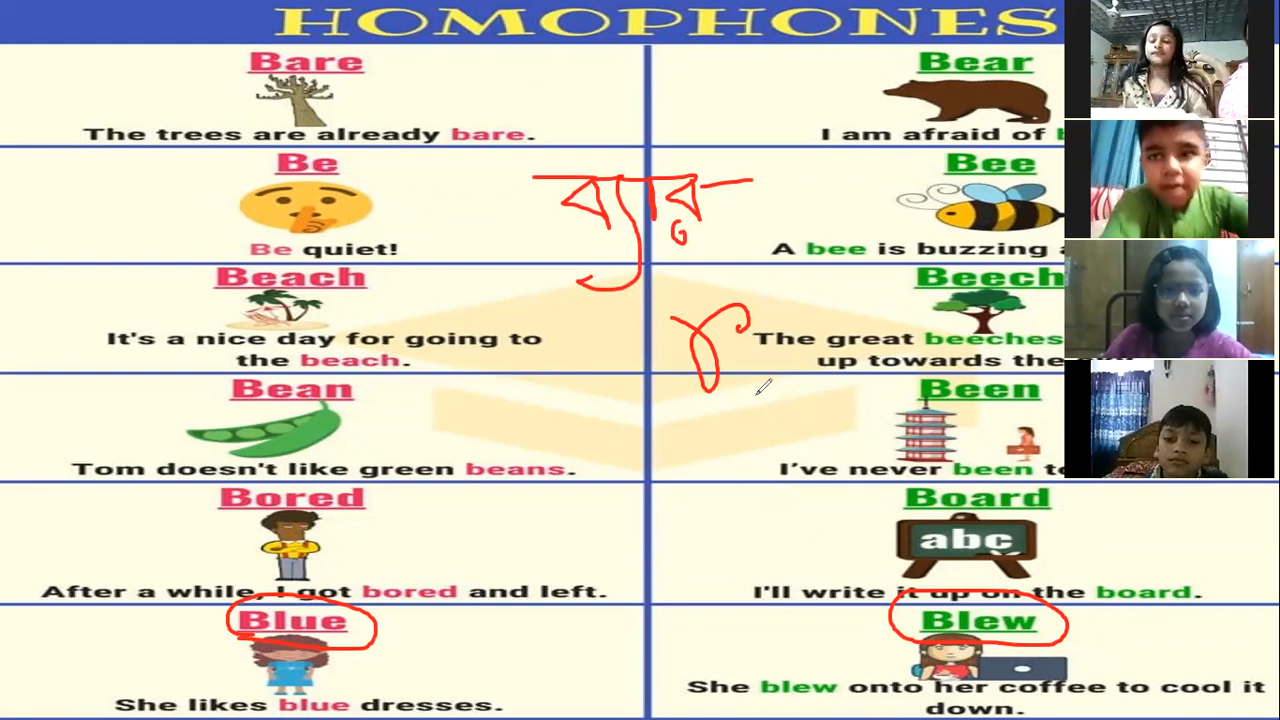 HOMOPHONES
Bare
The trees are already bare.
Bear
I am afraid of
Be
Be quiet!
Bee
A bee is buzzing
ব্যার
Beach
It's a nice day for going to
the beach.
Beech
The great beeches
up towards the
Bean
Tom doesn't like green beans.
Been
I've never been
Bored
After a while, I got bored and left.
Board
abc
I'll write it up on the board.
Blue
She likes blue dresses.
Blew
She blew onto her coffee to cool it
down.